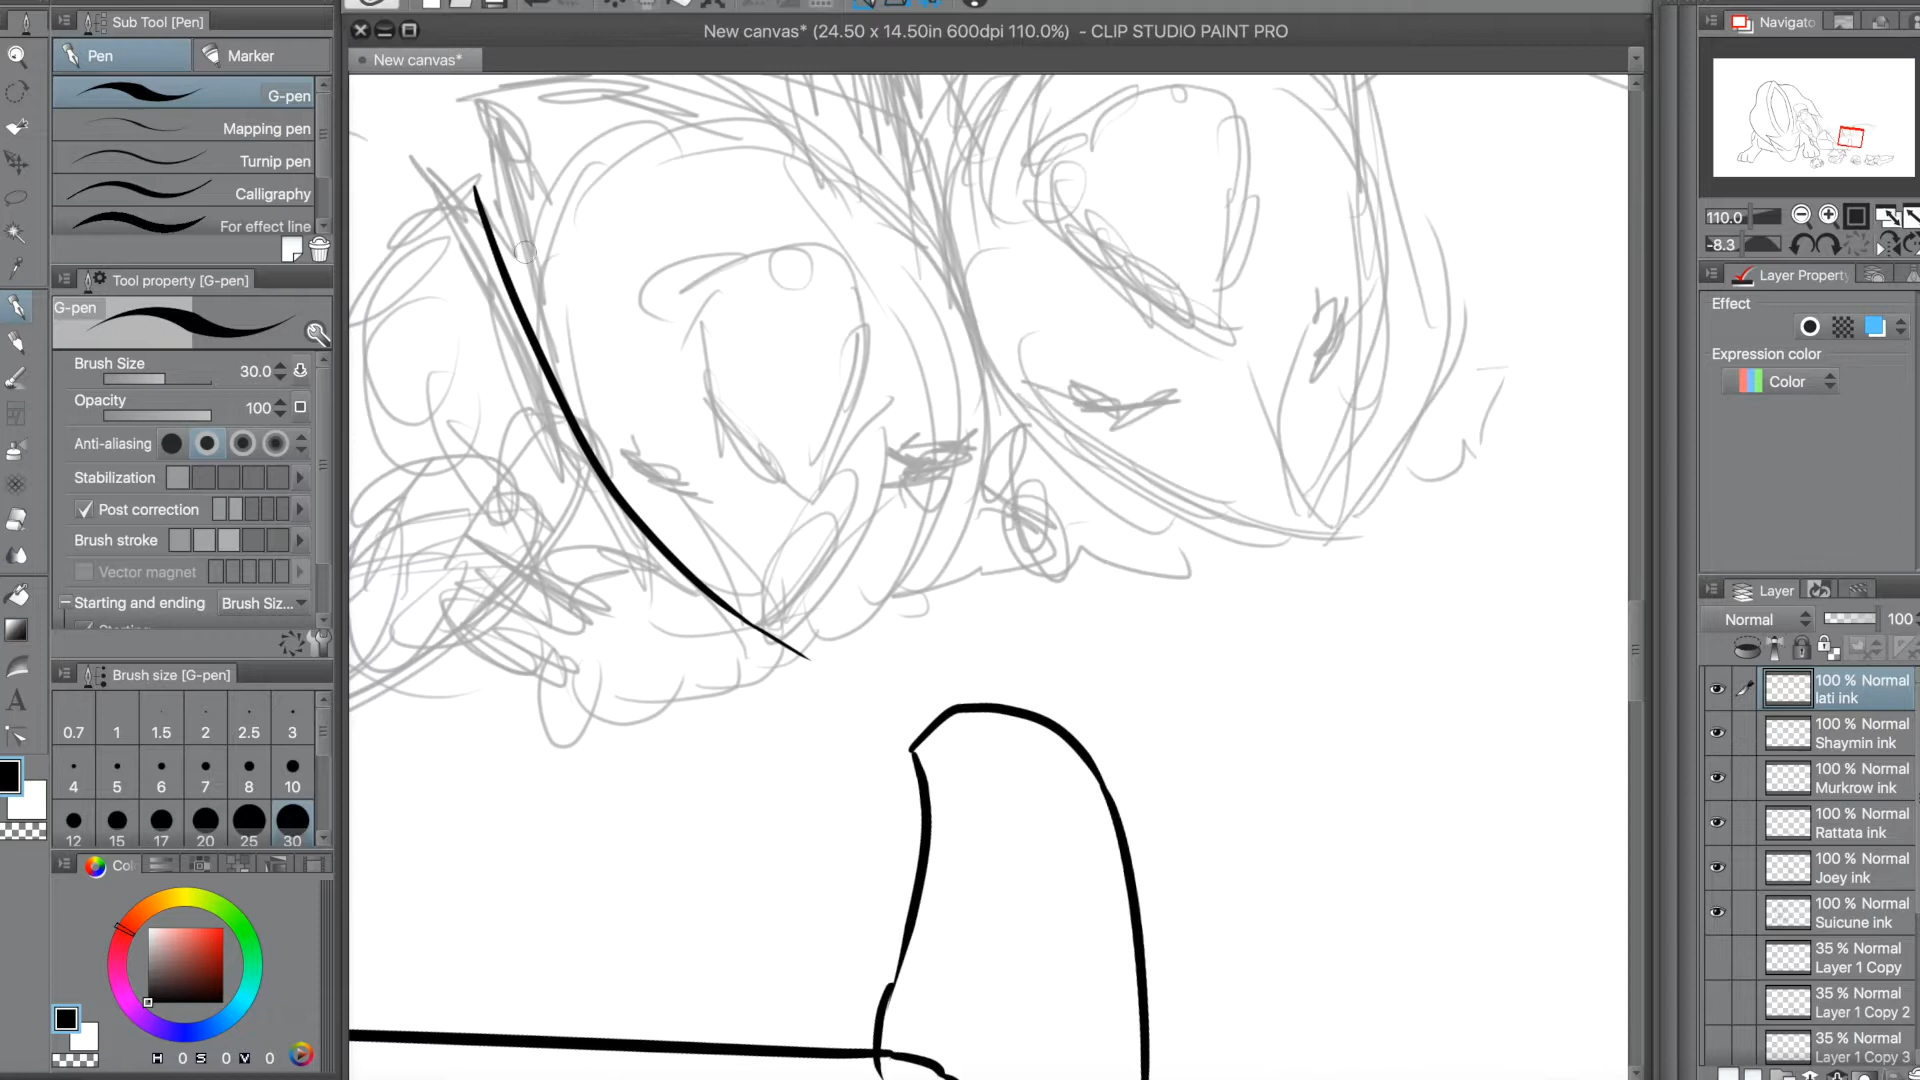 Sub Tool [Pen]
Pen
Marker
G-pen
Mapping pen
Turnip pen
Calligraphy
For effect line
Tool property [G-pen]
G-pen
Brush Size
30.0
Opacity
100
Anti-aliasing
Stabilization
Post correction
Brush stroke
Vector magnet
Starting and ending
Brush Siz...
Brush size [G-pen]
0.7 1 1.5 2 2.5 3
4 5 6 7 8 10
12 15 17 20 25 30
Col
H 0 S 0 V 0
New canvas* (24.50 x 14.50in 600dpi 110.0%) - CLIP STUDIO PAINT PRO
New canvas*
Navigato
110.0
-8.3
Layer Property
Effect
Expression color
Color
Layer
Normal
100
100 % Normal
lati ink
100 % Normal
Shaymin ink
100 % Normal
Murkrow ink
100 % Normal
Rattata ink
100 % Normal
Joey ink
100 % Normal
Suicune ink
35 % Normal
Layer 1 Copy
35 % Normal
Layer 1 Copy 2
35 % Normal
Layer 1 Copy 3